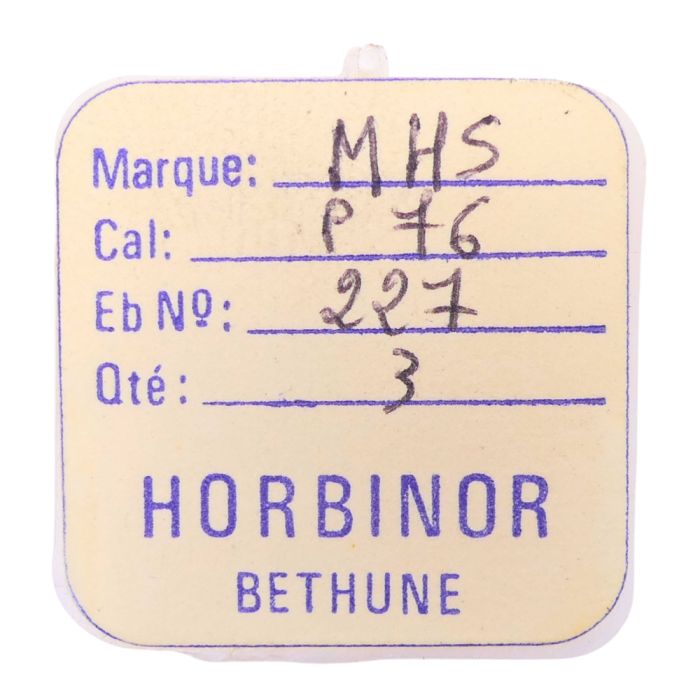 Marque: MHS
Cal: P 76
Eb Nº: 227
Qté: 3
HORBINOR
BETHUNE